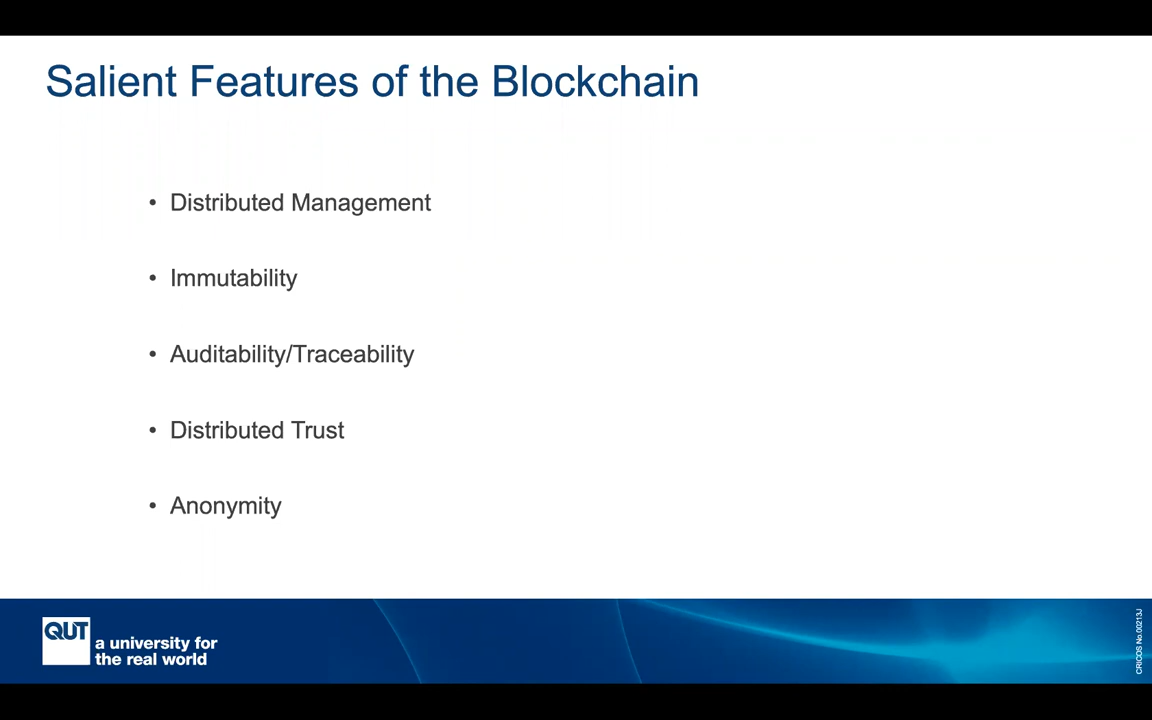 Salient Features of the Blockchain
• Distributed Management
• Immutability
• Auditability/Traceability
• Distributed Trust
• Anonymity
QUT
a university for
the real world
CRICOS No.00213J